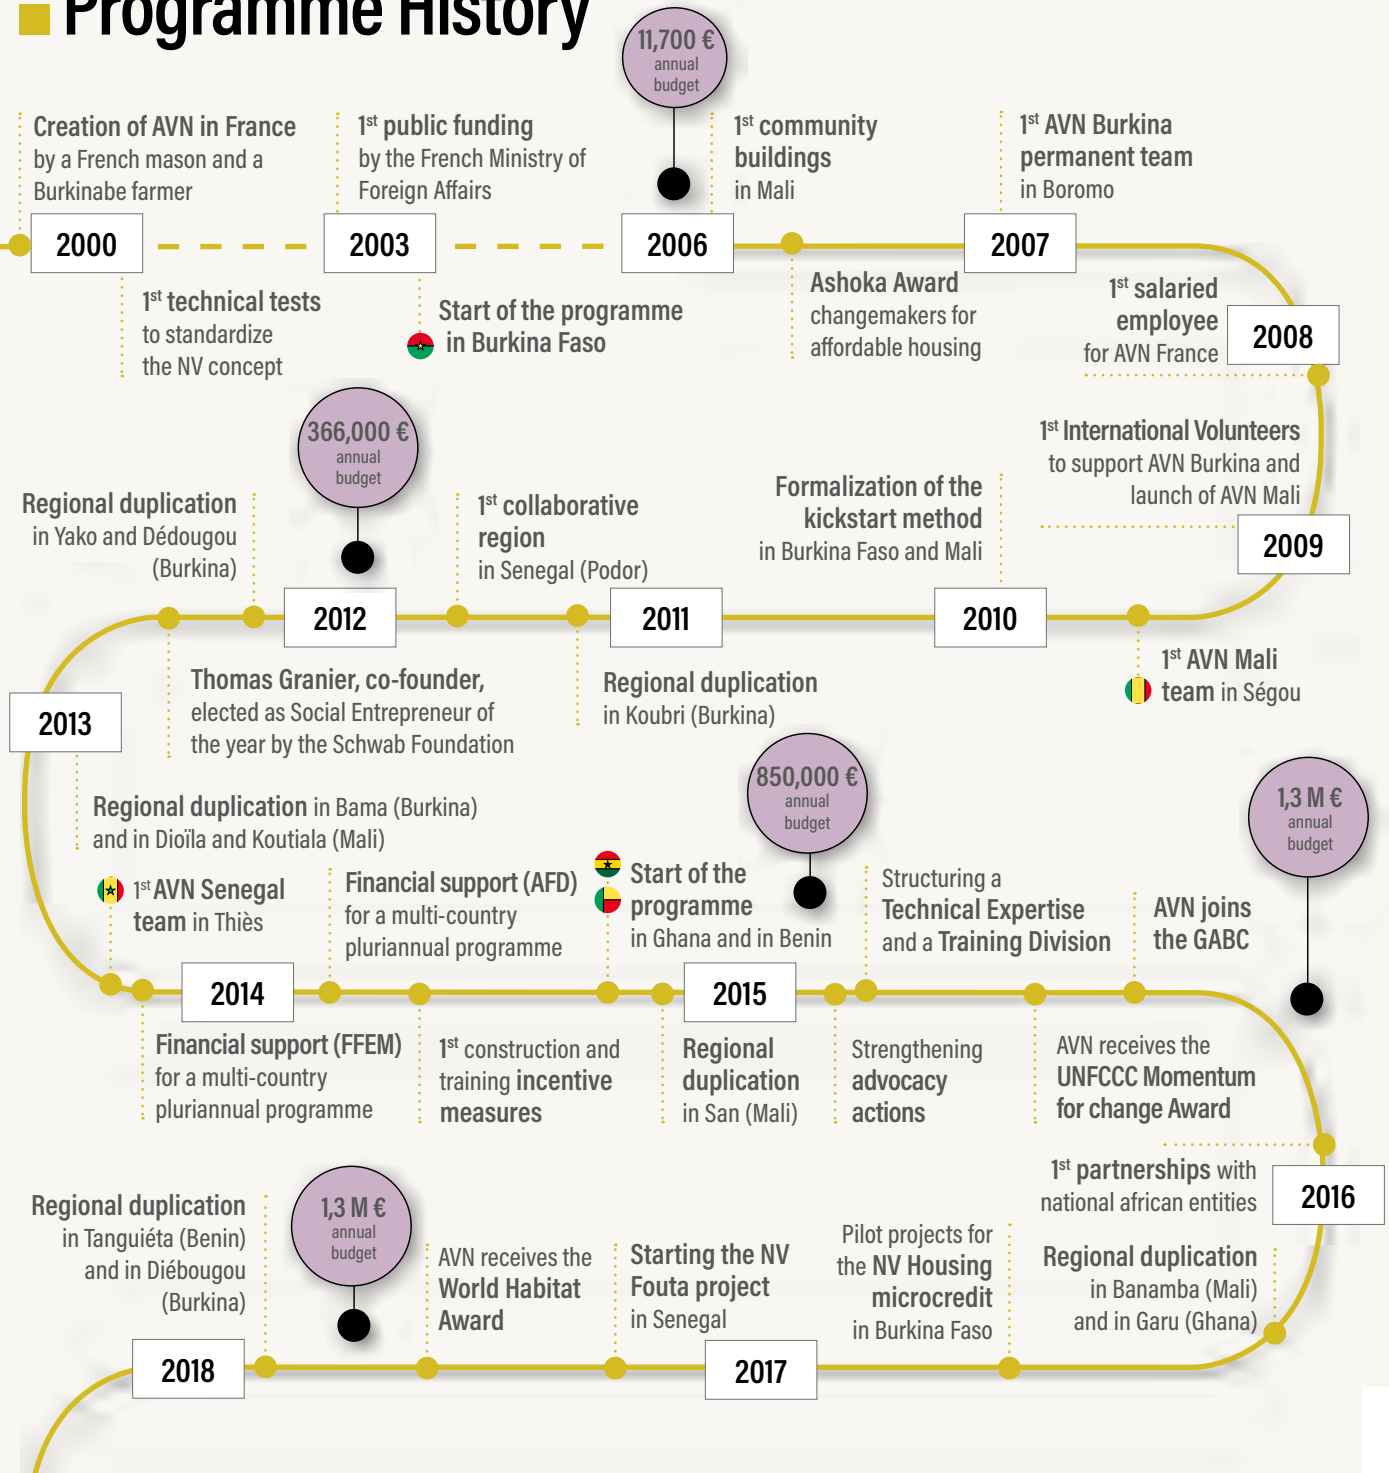 Programme History
11,700 €
annual
budget
Creation of AVN in France
by a French mason and a
Burkinabe farmer
1st public funding
by the French Ministry of
Foreign Affairs
1st community
buildings
in Mali
1st AVN Burkina
permanent team
in Boromo
2000
2003
2006
2007
1st technical tests
to standardize
the NV concept
Start of the programme
in Burkina Faso
Ashoka Award
changemakers for
affordable housing
1st salaried
employee
for AVN France
2008
1st International Volunteers
to support AVN Burkina and
launch of AVN Mali
2009
366,000 €
annual
budget
Regional duplication
in Yako and Dédougou
(Burkina)
1st collaborative
region
in Senegal (Podor)
Formalization of the
kickstart method
in Burkina Faso and Mali
2012
2011
2010
1st AVN Mali
team in Ségou
Thomas Granier, co-founder,
elected as Social Entrepreneur of
the year by the Schwab Foundation
Regional duplication
in Koubri (Burkina)
2013
Regional duplication in Bama (Burkina)
and in Dioïla and Koutiala (Mali)
850,000 €
annual
budget
1,3 M €
annual
budget
1st AVN Senegal
team in Thiès
Financial support (AFD)
for a multi-country
pluriannual programme
Start of the
programme
in Ghana and in Benin
Structuring a
Technical Expertise
and a Training Division
AVN joins
the GABC
2014
2015
Financial support (FFEM)
for a multi-country
pluriannual programme
1st construction and
training incentive
measures
Regional
duplication
in San (Mali)
Strengthening
advocacy
actions
AVN receives the
UNFCCC Momentum
for change Award
1st partnerships with
national african entities
2016
Regional duplication
in Banamba (Mali)
and in Garu (Ghana)
Regional duplication
in Tanguiéta (Benin)
and in Diébougou
(Burkina)
1,3 M €
annual
budget
AVN receives the
World Habitat
Award
Starting the NV
Fouta project
in Senegal
Pilot projects for
the NV Housing
microcredit
in Burkina Faso
2018
2017